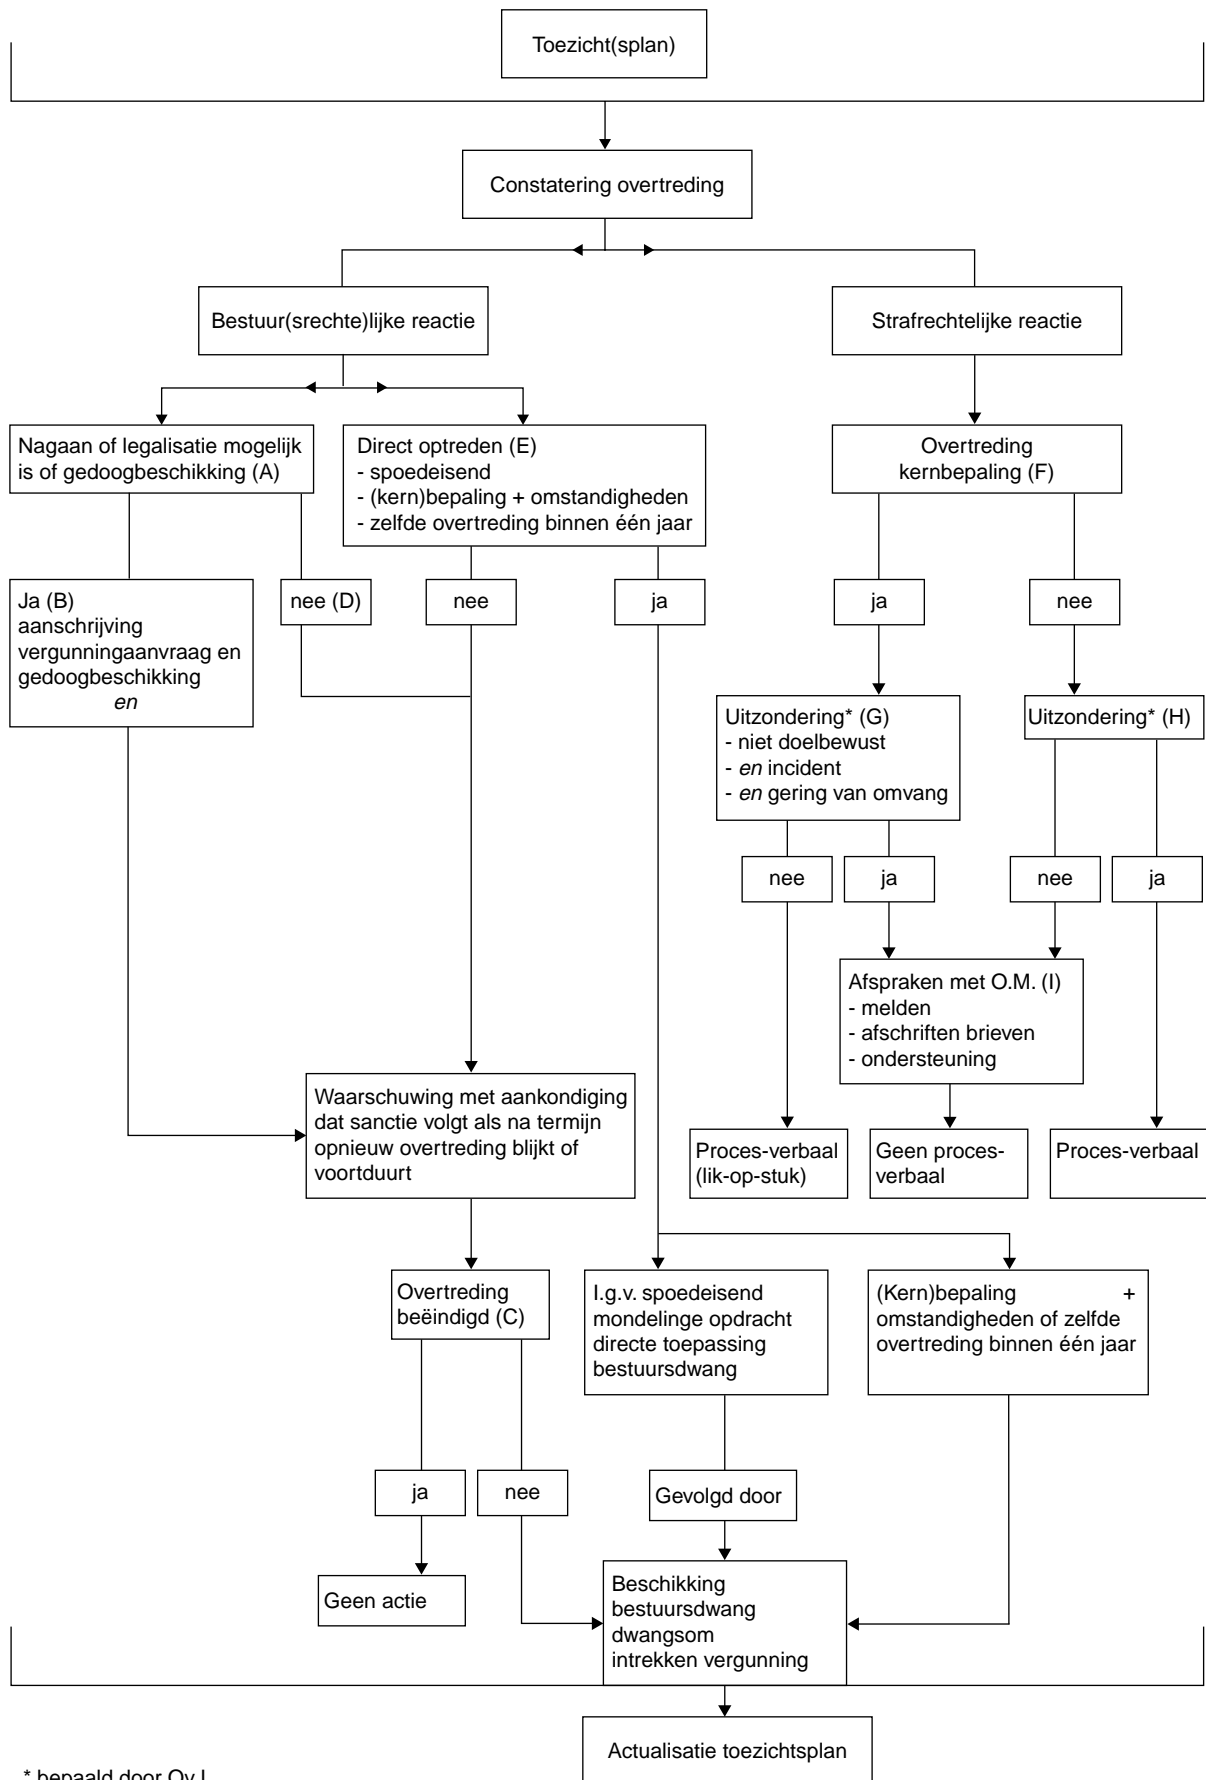 Toezicht(splan)
Constatering overtreding
Bestuur(srechte)lijke reactie
Strafrechtelijke reactie
Nagaan of legalisatie mogelijk
is of gedoogbeschikking (A)
Direct optreden (E)
- spoedeisend
- (kern)bepaling + omstandigheden
- zelfde overtreding binnen één jaar
Overtreding
kernbepaling (F)
Ja (B)
aanschrijving
vergunningaanvraag en
gedoogbeschikking
en
nee (D)
nee
ja
ja
nee
Uitzondering* (G)
- niet doelbewust
- en incident
- en gering van omvang
Uitzondering* (H)
nee
ja
nee
ja
Afspraken met O.M. (I)
- melden
- afschriften brieven
- ondersteuning
Waarschuwing met aankondiging
dat sanctie volgt als na termijn
opnieuw overtreding blijkt of
voortduurt
Proces-verbaal
(lik-op-stuk)
Geen proces-
verbaal
Proces-verbaal
Overtreding
beëindigd (C)
I.g.v. spoedeisend
mondelinge opdracht
directe toepassing
bestuursdwang
(Kern)bepaling +
omstandigheden of zelfde
overtreding binnen één jaar
ja
nee
Gevolgd door
Geen actie
Beschikking
bestuursdwang
dwangsom
intrekken vergunning
Actualisatie toezichtsplan
* bepaald door Ov.J.